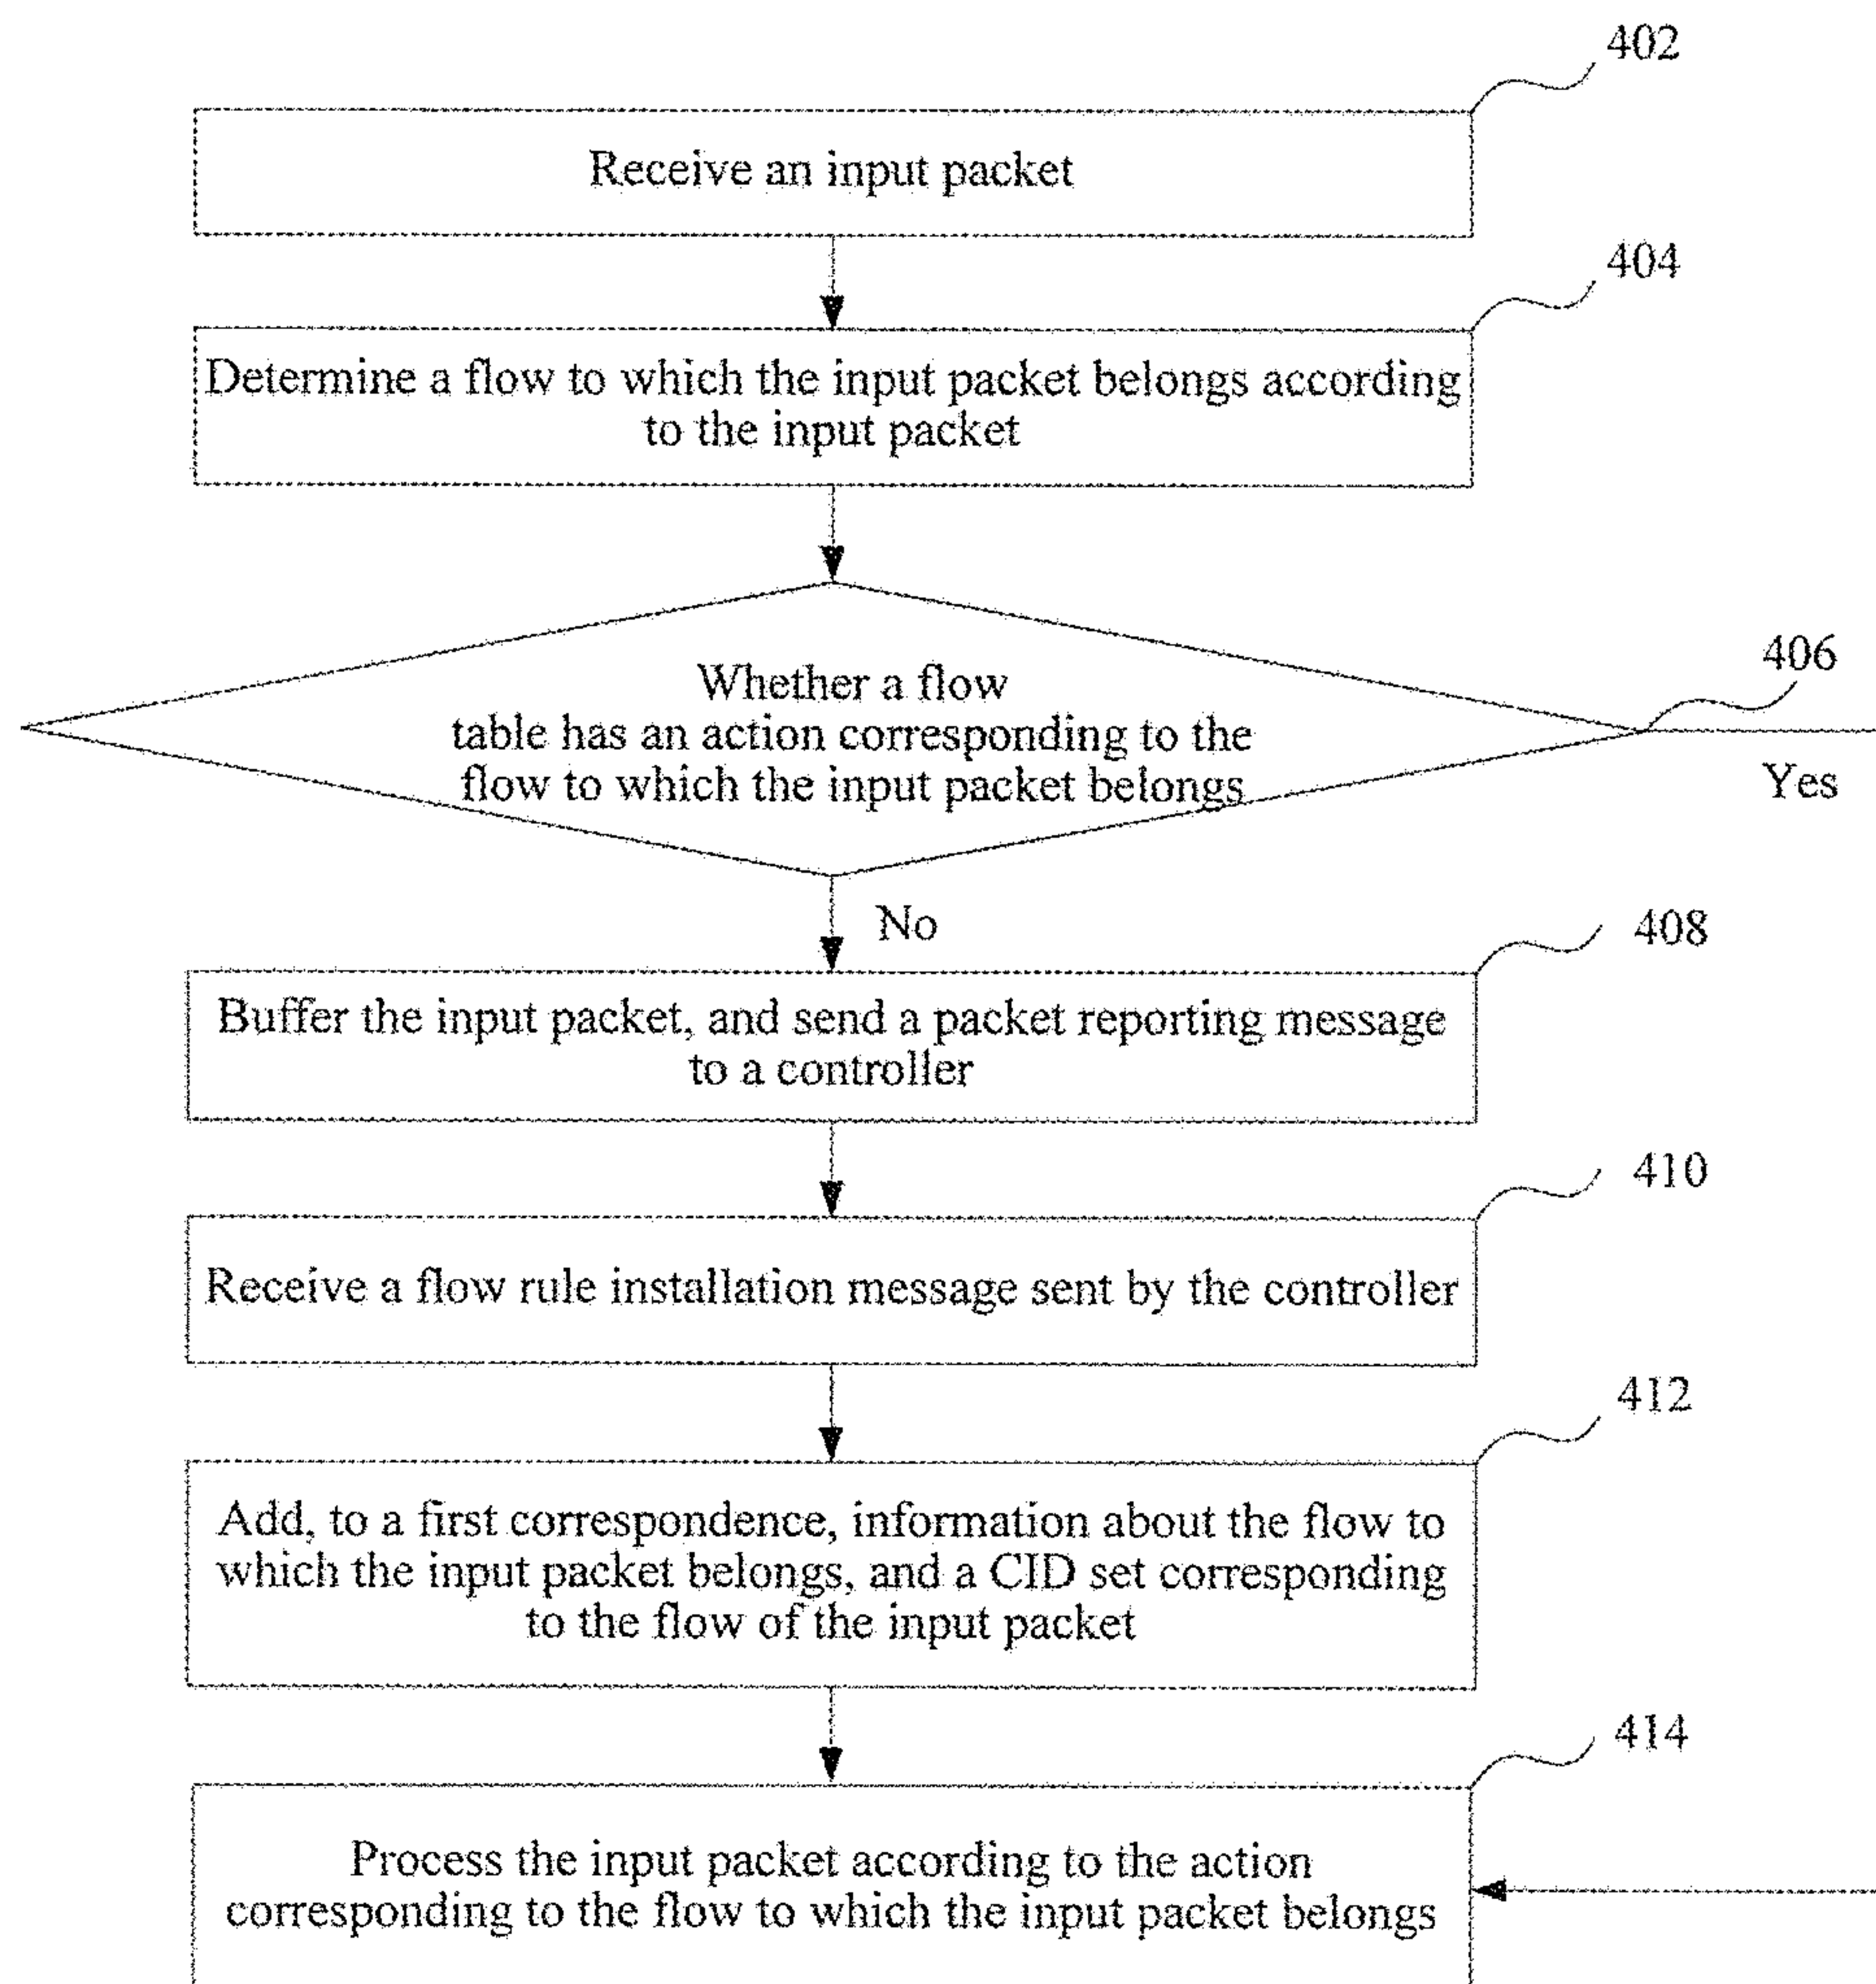 402
Receive an input packet
404
Determine a flow to which the input packet belongs according
to the input packet
406
Whether a flow
table has an action corresponding to the
flow to which the input packet belongs
Yes
No
408
Buffer the input packet, and send a packet reporting message
to a controller
410
Receive a flow rule installation message sent by the controller
412
Add, to a first correspondence, information about the flow to
which the input packet belongs, and a CID set corresponding
to the flow of the input packet
414
Process the input packet according to the action
corresponding to the flow to which the input packet belongs